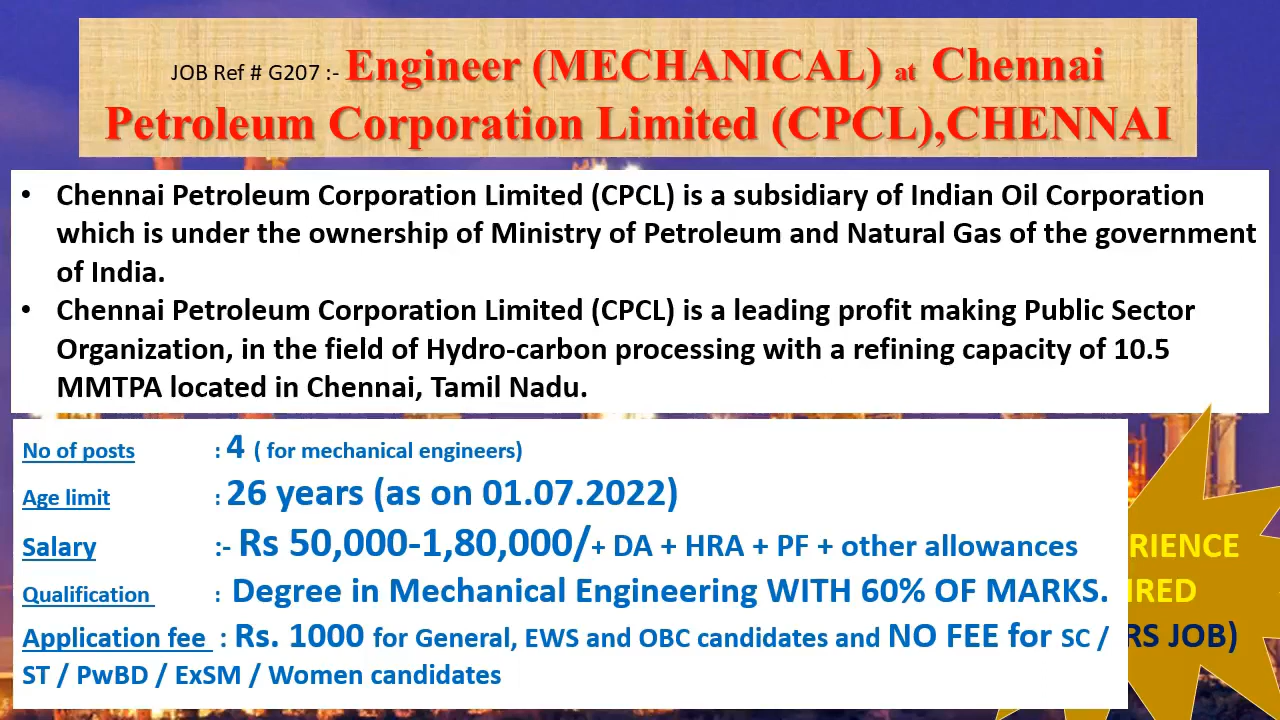 JOB Ref # G207 :- Engineer (MECHANICAL) at Chennai
Petroleum Corporation Limited (CPCL),CHENNAI
• Chennai Petroleum Corporation Limited (CPCL) is a subsidiary of Indian Oil Corporation
which is under the ownership of Ministry of Petroleum and Natural Gas of the government
of India.
• Chennai Petroleum Corporation Limited (CPCL) is a leading profit making Public Sector
Organization, in the field of Hydro-carbon processing with a refining capacity of 10.5
MMTPA located in Chennai, Tamil Nadu.
No of posts : 4 ( for mechanical engineers)
Age limit : 26 years (as on 01.07.2022)
Salary :- Rs 50,000-1,80,000/+ DA + HRA + PF + other allowances
Qualification : Degree in Mechanical Engineering WITH 60% OF MARKS.
Application fee : Rs. 1000 for General, EWS and OBC candidates and NO FEE for SC /
ST / PwBD / ExSM / Women candidates
RIENCE
IRED
RS JOB)